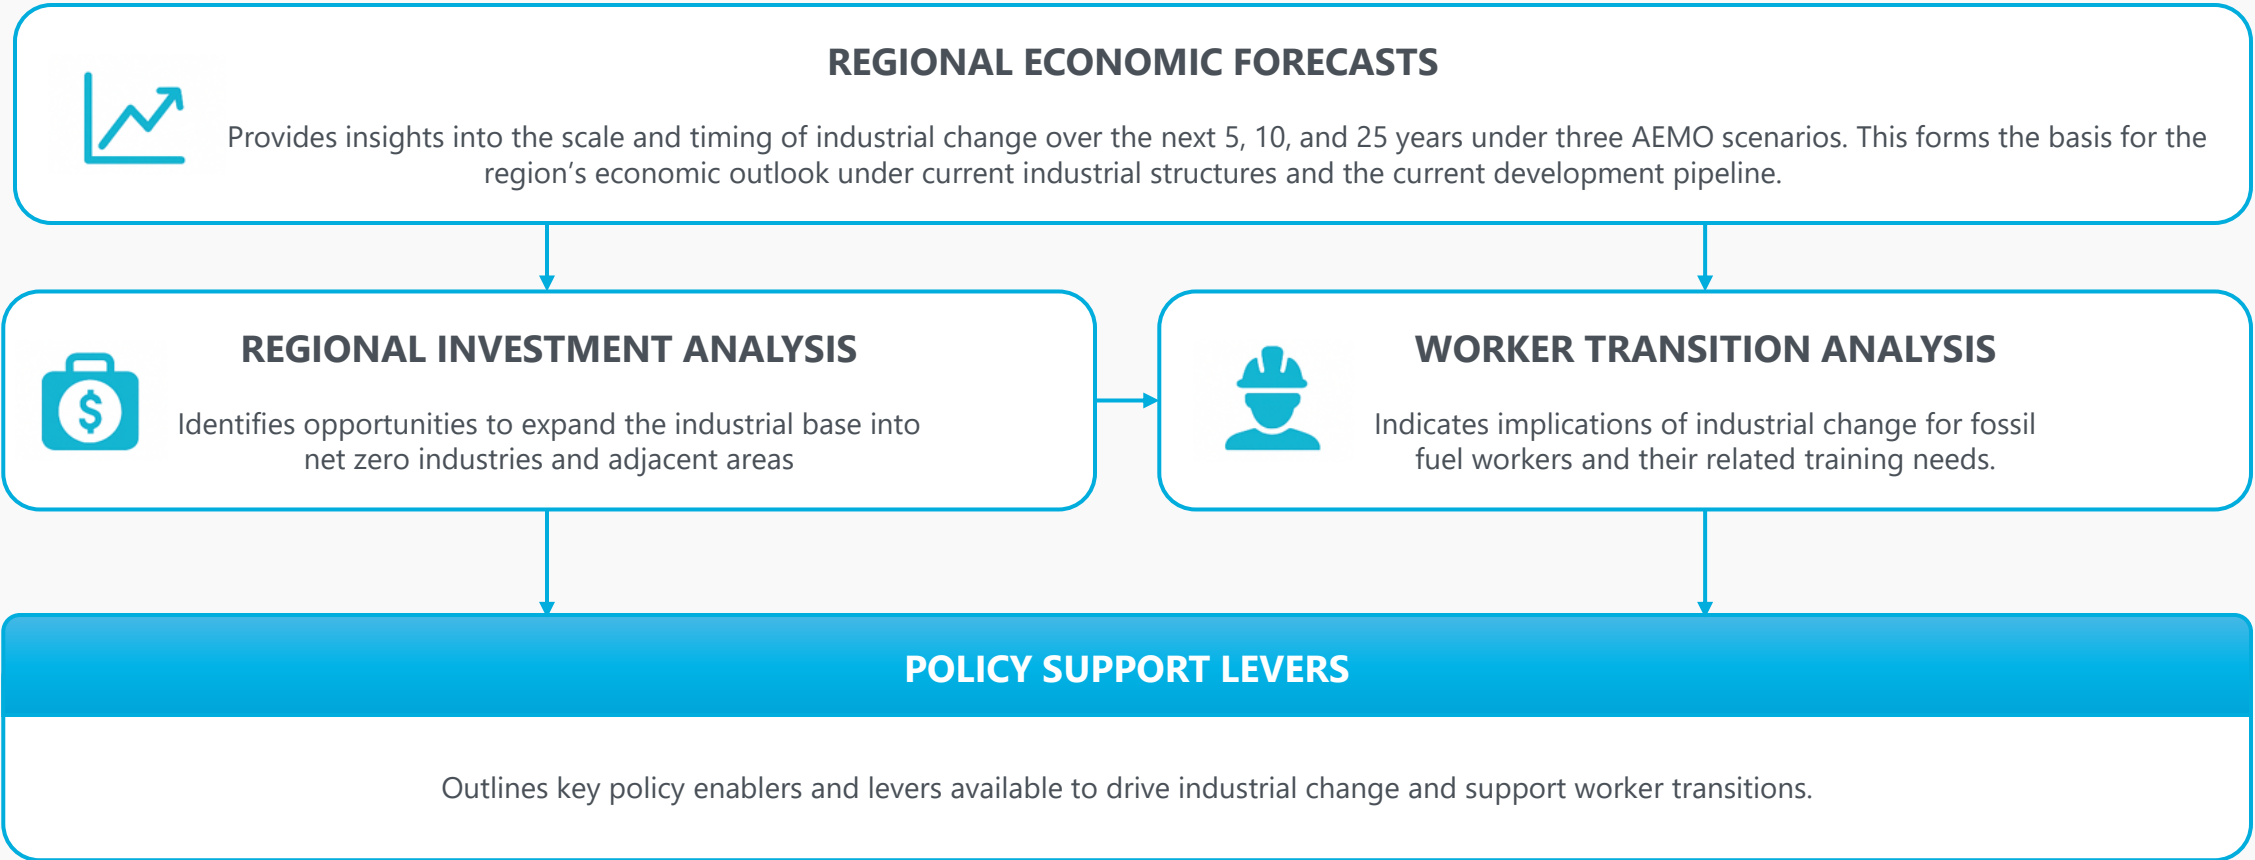 REGIONAL ECONOMIC FORECASTS
Provides insights into the scale and timing of industrial change over the next 5, 10, and 25 years under three AEMO scenarios. This forms the basis for the
region’s economic outlook under current industrial structures and the current development pipeline.
REGIONAL INVESTMENT ANALYSIS
$
Identifies opportunities to expand the industrial base into
net zero industries and adjacent areas
WORKER TRANSITION ANALYSIS
Indicates implications of industrial change for fossil
fuel workers and their related training needs.
POLICY SUPPORT LEVERS
Outlines key policy enablers and levers available to drive industrial change and support worker transitions.